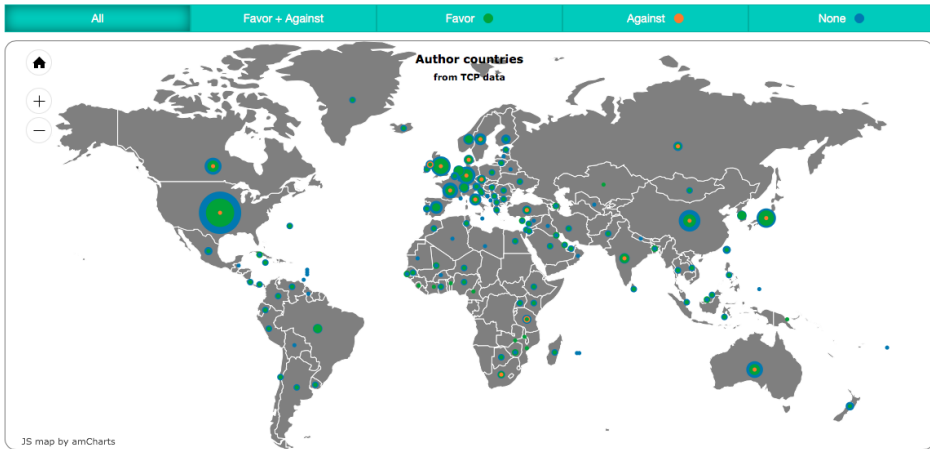 All
Favor + Against
Favor
Against
None
Author countries
from TCP data
JS map by amCharts